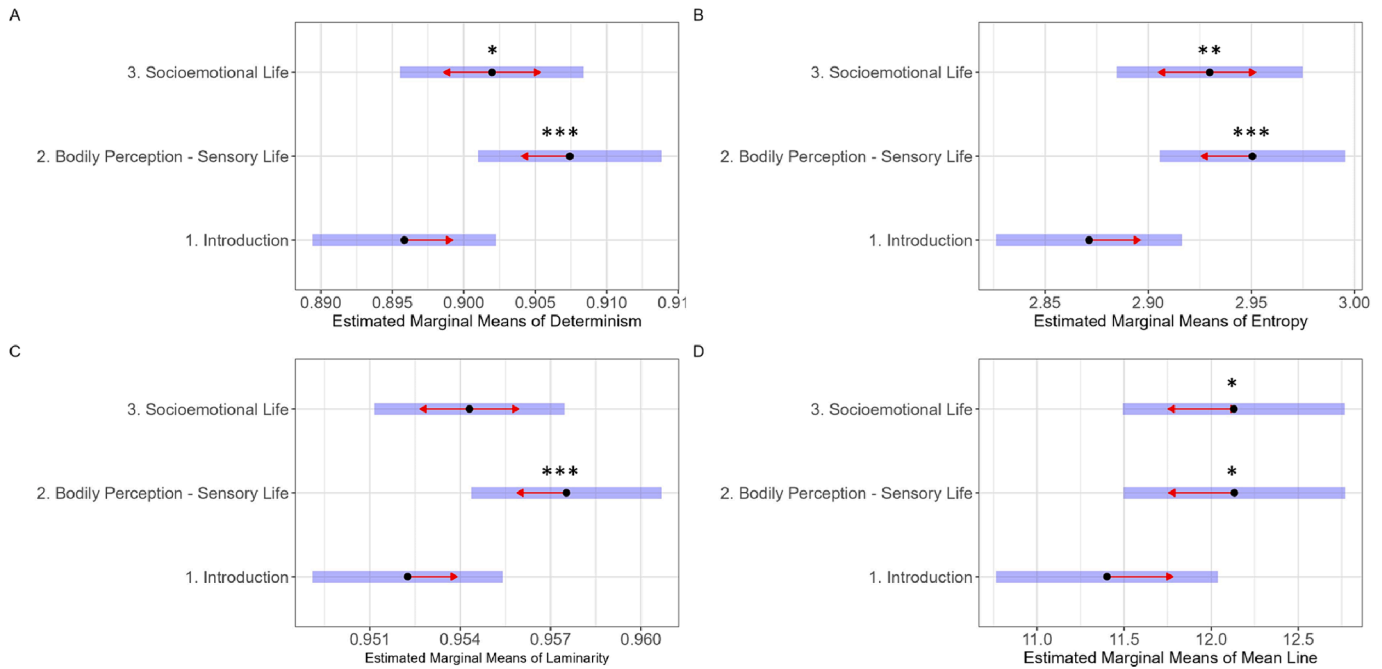 A
3. Socioemotional Life
*
2. Bodily Perception - Sensory Life
***
1. Introduction
0.890 0.895 0.900 0.905 0.910 0.91
Estimated Marginal Means of Determinism
B
3. Socioemotional Life
**
2. Bodily Perception - Sensory Life
***
1. Introduction
2.85 2.90 2.95 3.00
Estimated Marginal Means of Entropy
C
3. Socioemotional Life
2. Bodily Perception - Sensory Life
***
1. Introduction
0.951 0.954 0.957 0.960
Estimated Marginal Means of Laminarity
D
3. Socioemotional Life
*
2. Bodily Perception - Sensory Life
*
1. Introduction
11.0 11.5 12.0 12.5
Estimated Marginal Means of Mean Line